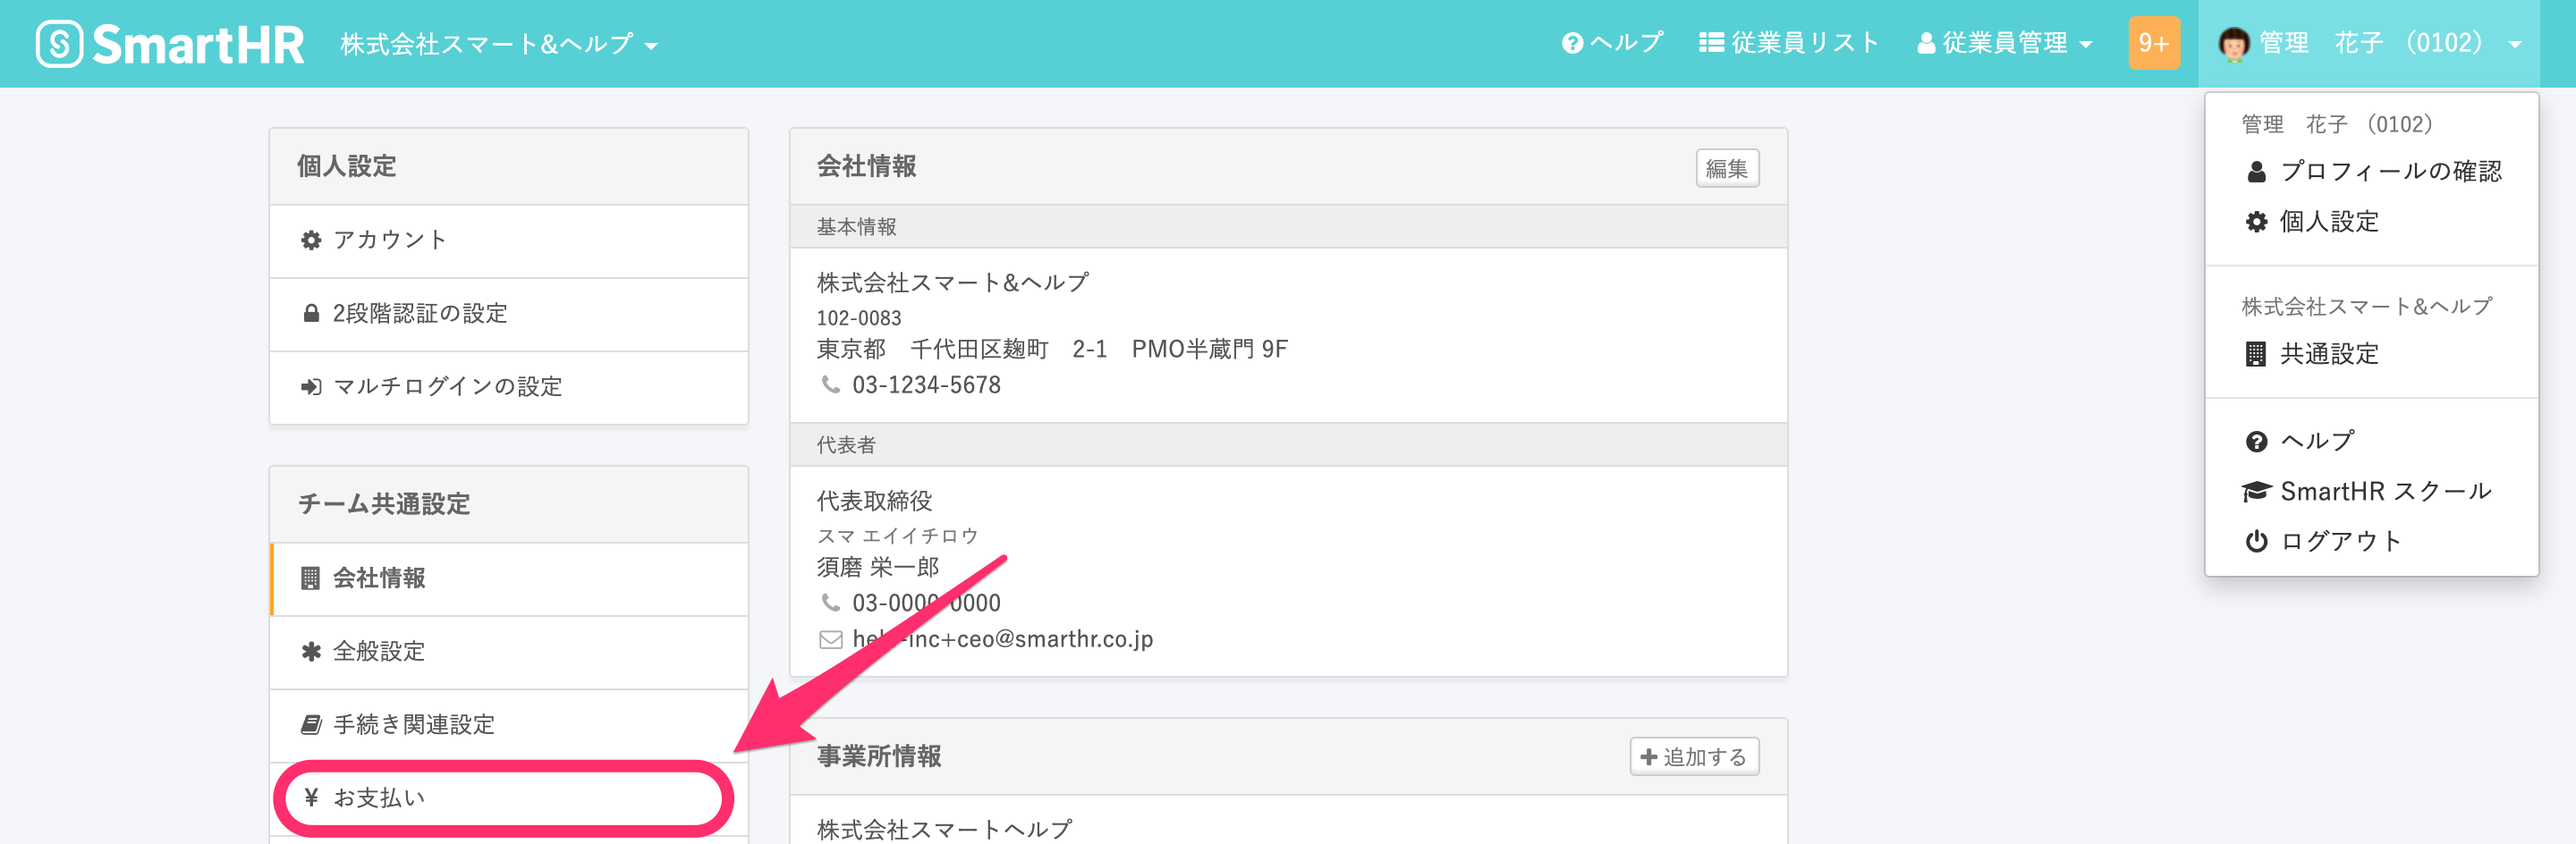 SmartHR 株式会社スマート&ヘルプ ヘルプ 従業員リスト 従業員管理 9+ 管理 花子 （0102）
管理 花子 （0102）
プロフィールの確認
個人設定
株式会社スマート&ヘルプ
共通設定
ヘルプ
SmartHR スクール
ログアウト
個人設定
アカウント
2段階認証の設定
マルチログインの設定
チーム共通設定
会社情報
全般設定
手続き関連設定
¥ お支払い
会社情報 編集
基本情報
株式会社スマート&ヘルプ
102-0083
東京都 千代田区麹町 2-1 PMO半蔵門 9F
03-1234-5678
代表者
代表取締役
スマ エイイチロウ
須磨 栄一郎
03-0000-0000
inc+ceo@smarthr.co.jp
事業所情報 追加する
株式会社スマートヘルプ